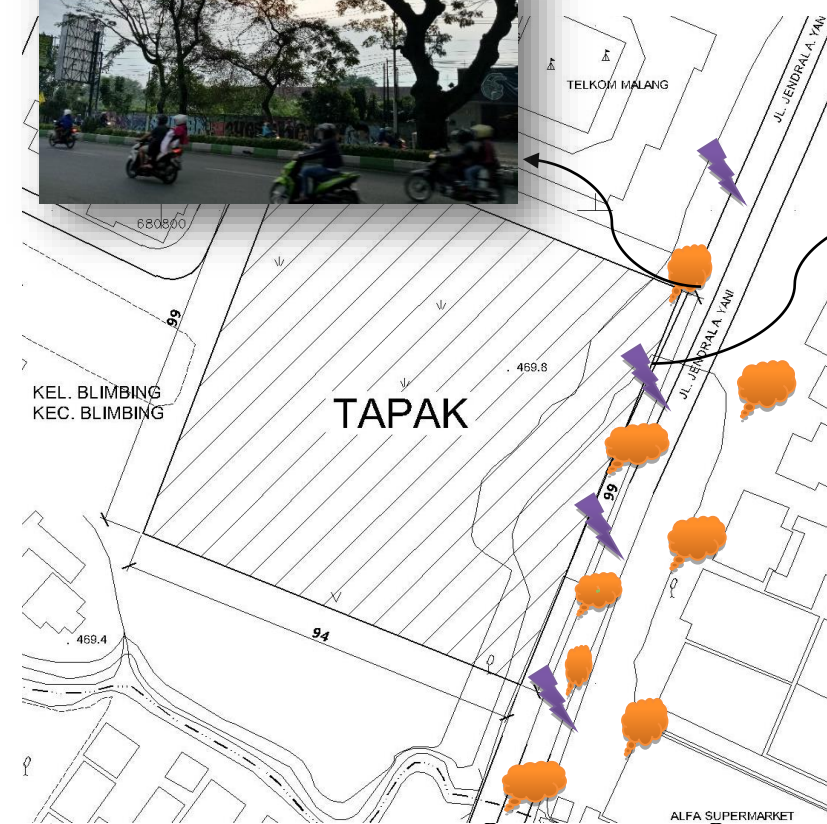 TELKOM MALANG
JL. JENDRAL A. YAN
680800
99
469.8
JL. JENDRAL A. YANI
KEL. BLIMBING
KEC. BLIMBING
TAPAK
99
469.4
94
ALFA SUPERMARKET